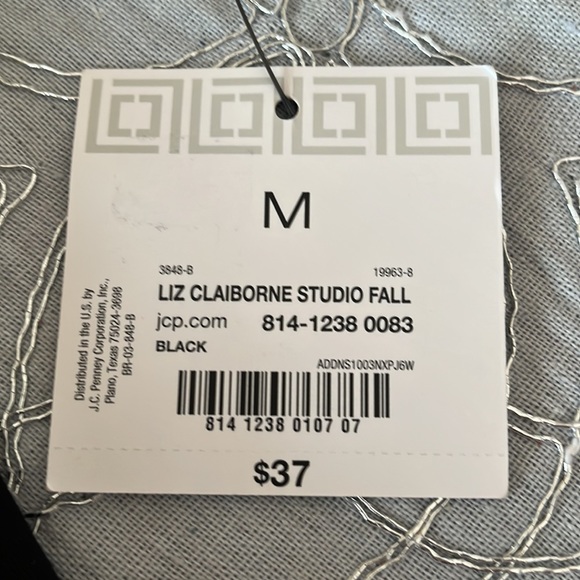 M
3848-B 19963-8
LIZ CLAIBORNE STUDIO FALL
jcp.com 814-1238 0083
BLACK
ADDNS1003NXPJ6W
814 1238 0107 07
$37
Distributed in the U.S. by
J.C. Penney Corporation, Inc.,
Plano, Texas 75024-3698
BR-03-848-B